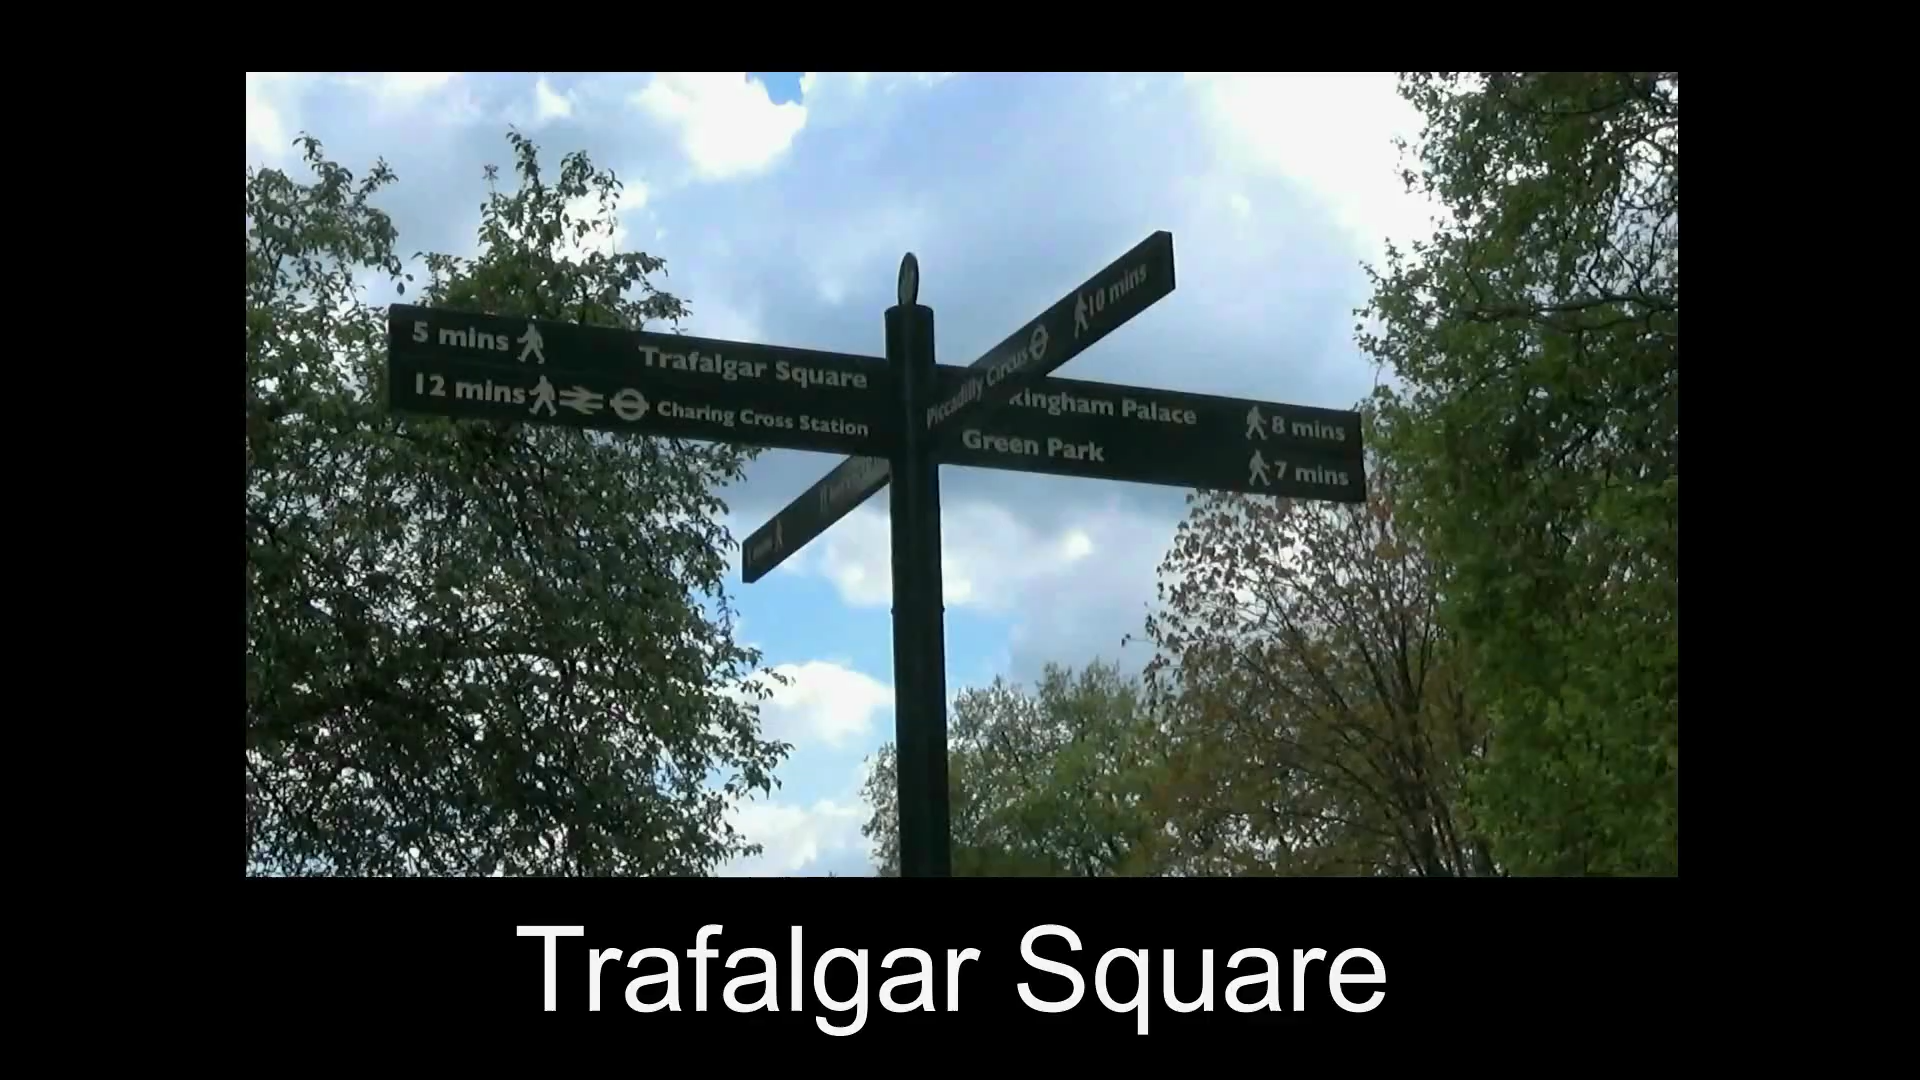 5 mins Trafalgar Square
12 mins Charing Cross Station
Piccadilly Circus 10 mins
kingham Palace 8 mins
Green Park 7 mins
Trafalgar Square